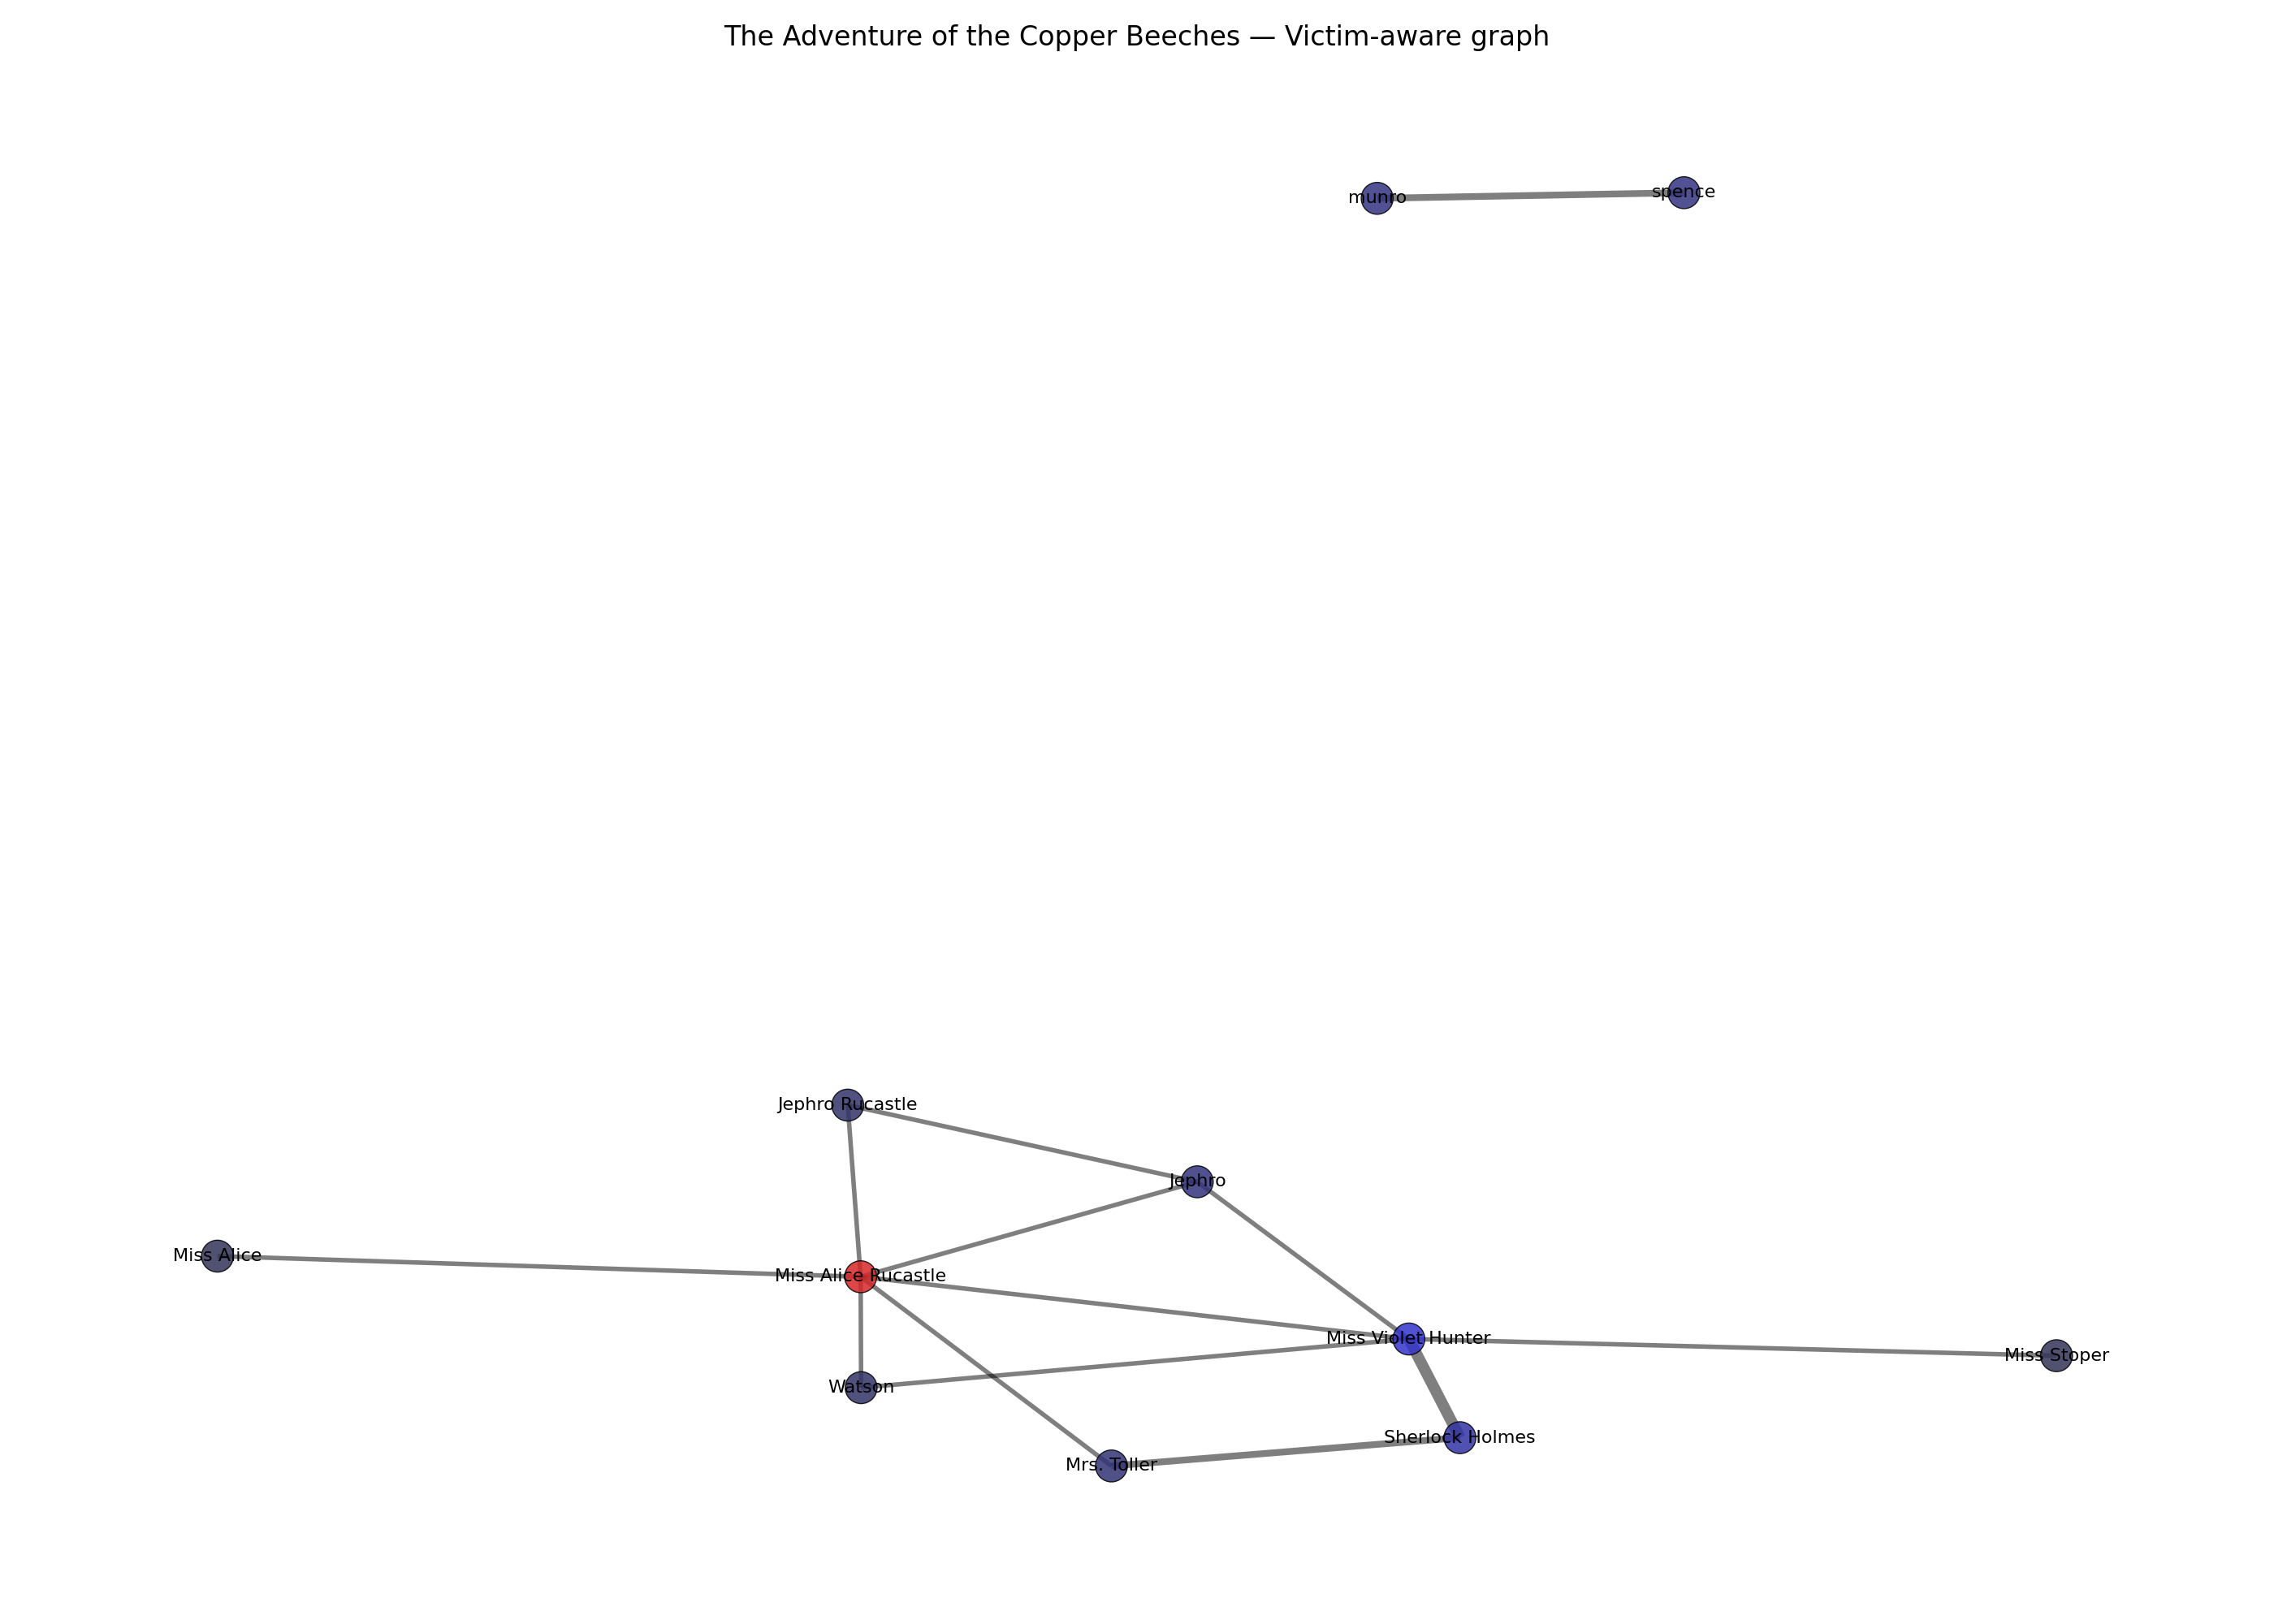 The Adventure of the Copper Beeches — Victim-aware graph
munro
spence
Jephro Rucastle
Jephro
Miss Alice
Miss Alice Rucastle
Miss Violet Hunter
Miss Stoper
Watson
Sherlock Holmes
Mrs. Toller